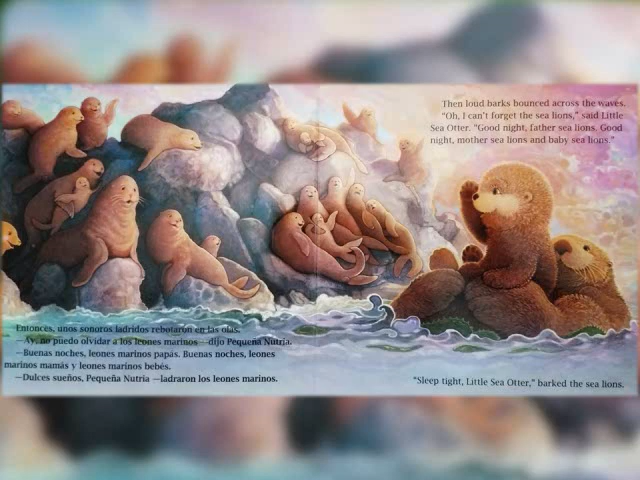 Then loud barks bounced across the waves.
"Oh, I can't forget the sea lions," said Little
Sea Otter. "Good night, father sea lions. Good
night, mother sea lions and baby sea lions."
Entonces, unos sonoros ladridos rebotaron en las olas.
—Ay, no puedo olvidar a los leones marinos —dijo Pequeña Nutria.
—Buenas noches, leones marinos papás. Buenas noches, leones
marinos mamás y leones marinos bebés.
—Dulces sueños, Pequeña Nutria —ladraron los leones marinos.
"Sleep tight, Little Sea Otter," barked the sea lions.